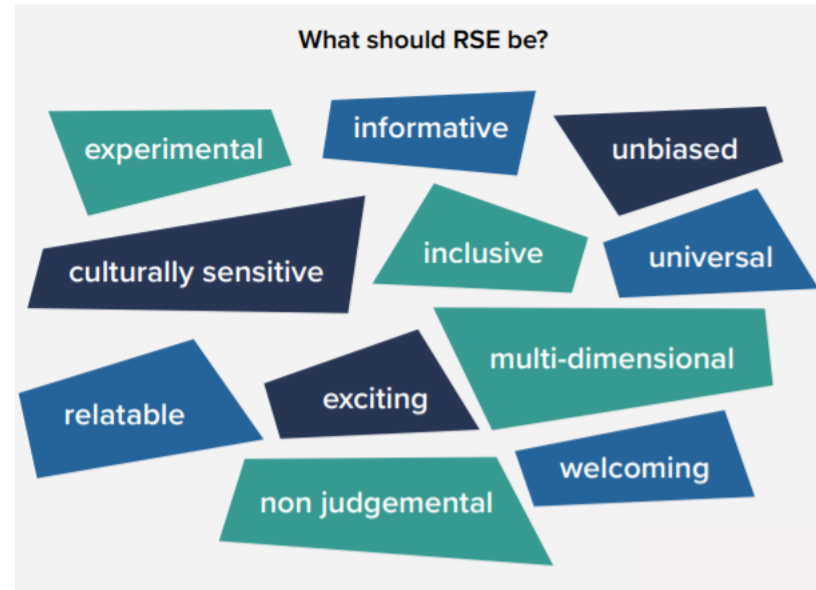 What should RSE be?
experimental
informative
unbiased
culturally sensitive
inclusive
universal
relatable
exciting
multi-dimensional
non judgemental
welcoming